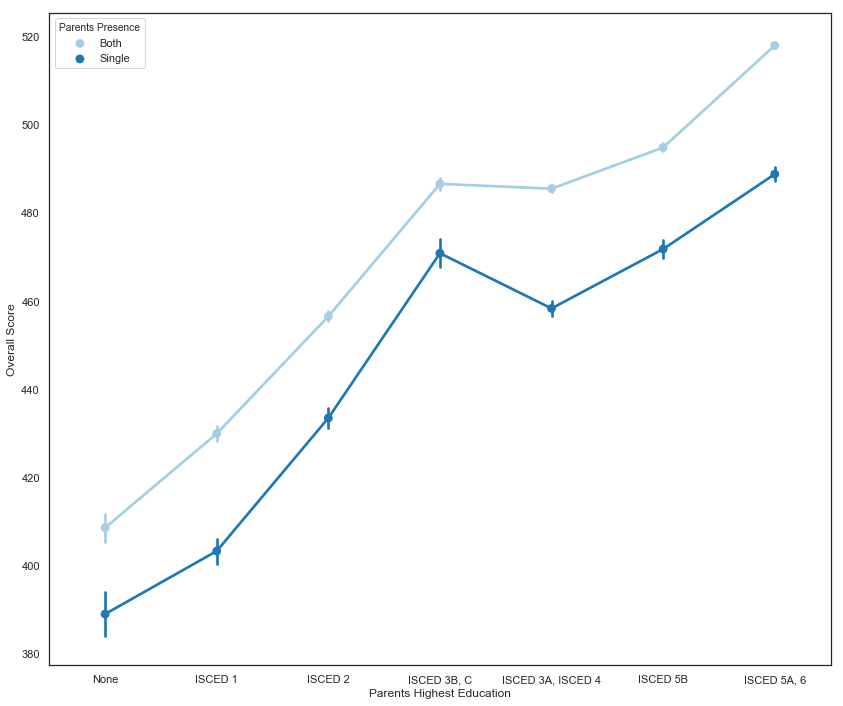 Parents Presence
Both
Single
520
500
480
460
440
420
400
380
Overall Score
None ISCED 1 ISCED 2 ISCED 3B, C ISCED 3A, ISCED 4 ISCED 5B ISCED 5A, 6
Parents Highest Education